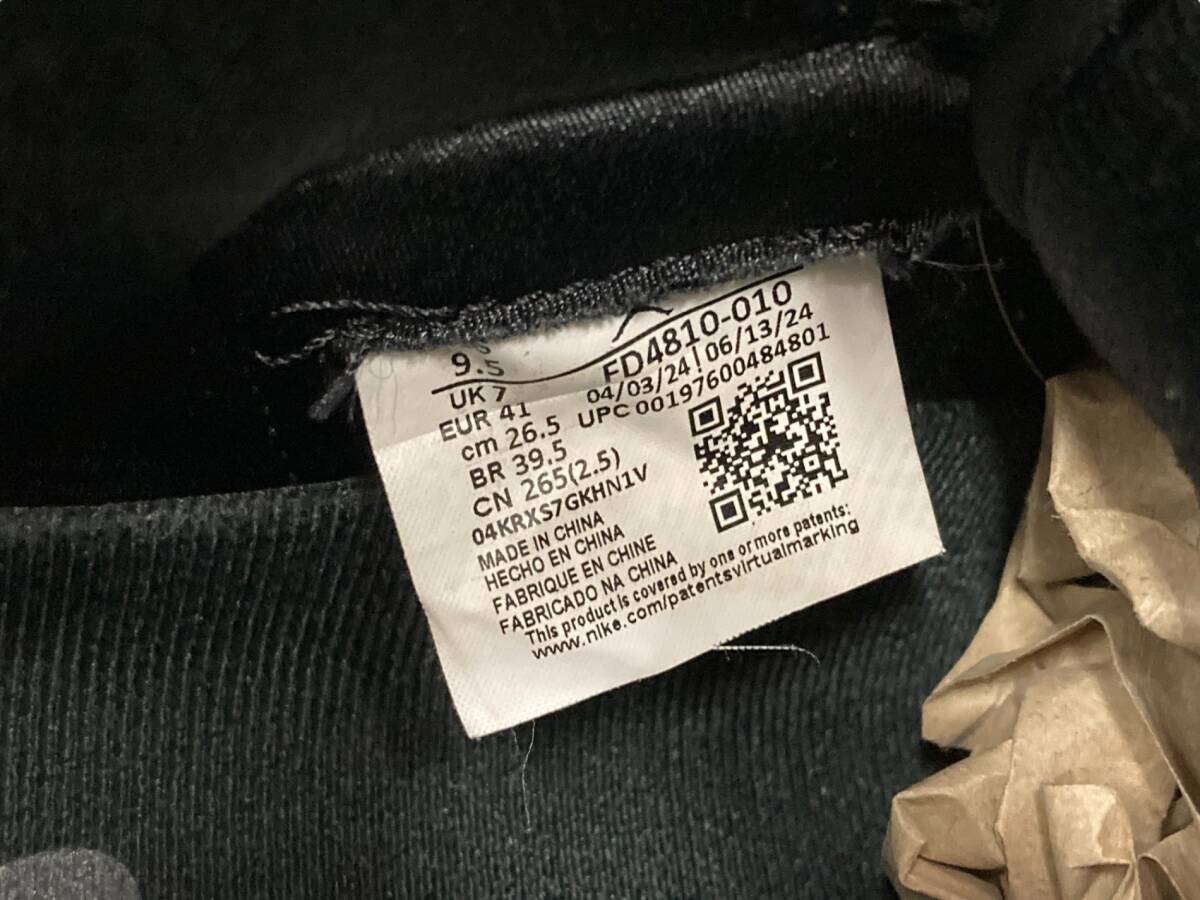 9.5
FD4810-010
UK 7
04/03/24 | 06/13/24
EUR 41
UPC 00197600484801
cm 26.5
BR 39.5
CN 265(2.5)
04KRXS7GKHN1V
MADE IN CHINA
HECHO EN CHINA
FABRIQUE EN CHINE
FABRICADO NA CHINA
This product is covered by one or more patents:
www.nike.com/patentsvirtualmarking